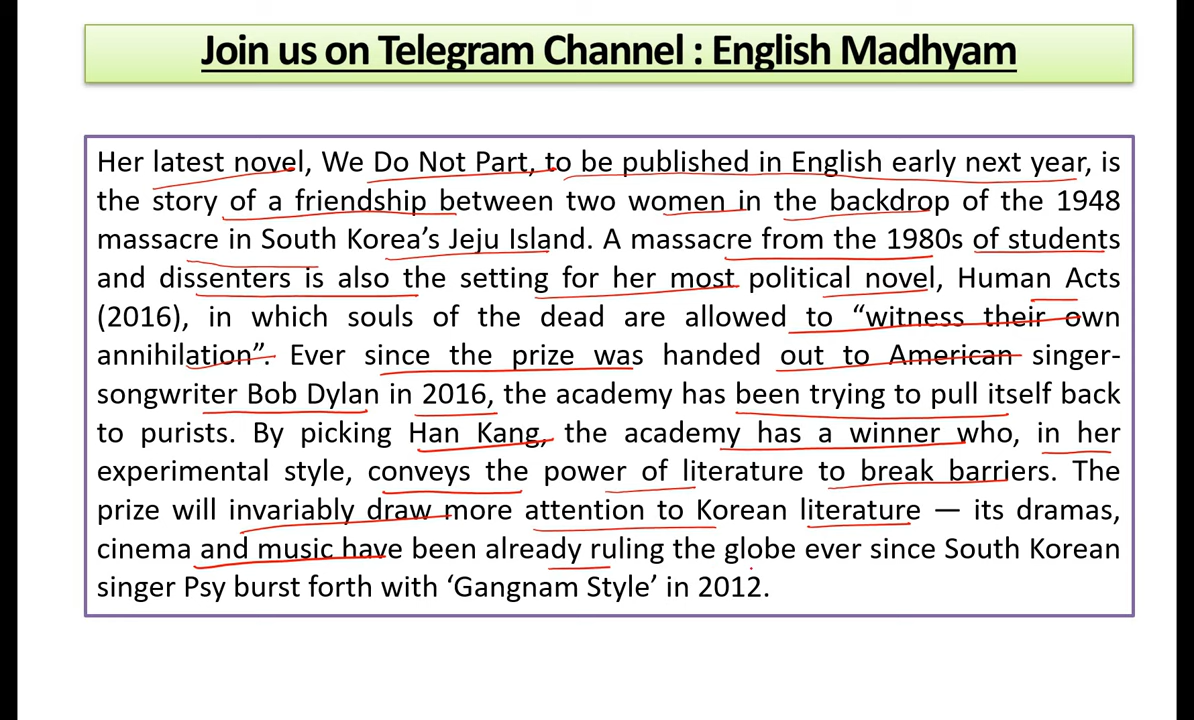 Join us on Telegram Channel : English Madhyam
Her latest novel, We Do Not Part, to be published in English early next year, is
the story of a friendship between two women in the backdrop of the 1948
massacre in South Korea’s Jeju Island. A massacre from the 1980s of students
and dissenters is also the setting for her most political novel, Human Acts
(2016), in which souls of the dead are allowed to “witness their own
annihilation”. Ever since the prize was handed out to American singer-
songwriter Bob Dylan in 2016, the academy has been trying to pull itself back
to purists. By picking Han Kang, the academy has a winner who, in her
experimental style, conveys the power of literature to break barriers. The
prize will invariably draw more attention to Korean literature — its dramas,
cinema and music have been already ruling the globe ever since South Korean
singer Psy burst forth with ‘Gangnam Style’ in 2012.